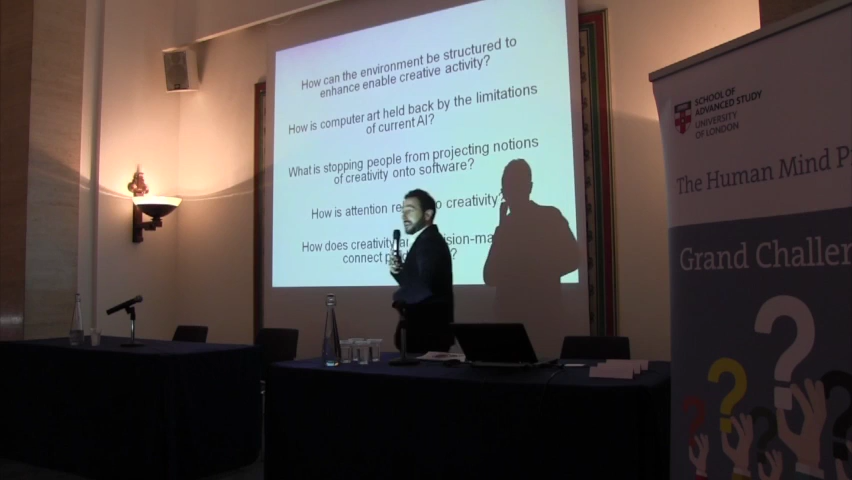 How can the environment be structured to
enhance enable creative activity?
How is computer art held back by the limitations
of current AI?
What is stopping people from projecting notions
of creativity onto software?
How is attention to creativity?
How does creativity
connect ?
SCHOOL OF
ADVANCED STUDY
UNIVERSITY
OF LONDON
The Human Mind P
Grand Challen